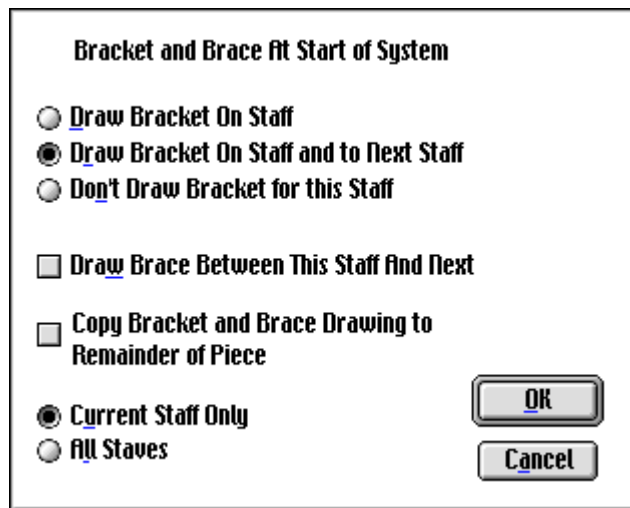 Bracket and Brace At Start of System
Draw Bracket On Staff
Draw Bracket On Staff and to Next Staff
Don't Draw Bracket for this Staff
Draw Brace Between This Staff And Next
Copy Bracket and Brace Drawing to
Remainder of Piece
Current Staff Only
All Staves
OK
Cancel